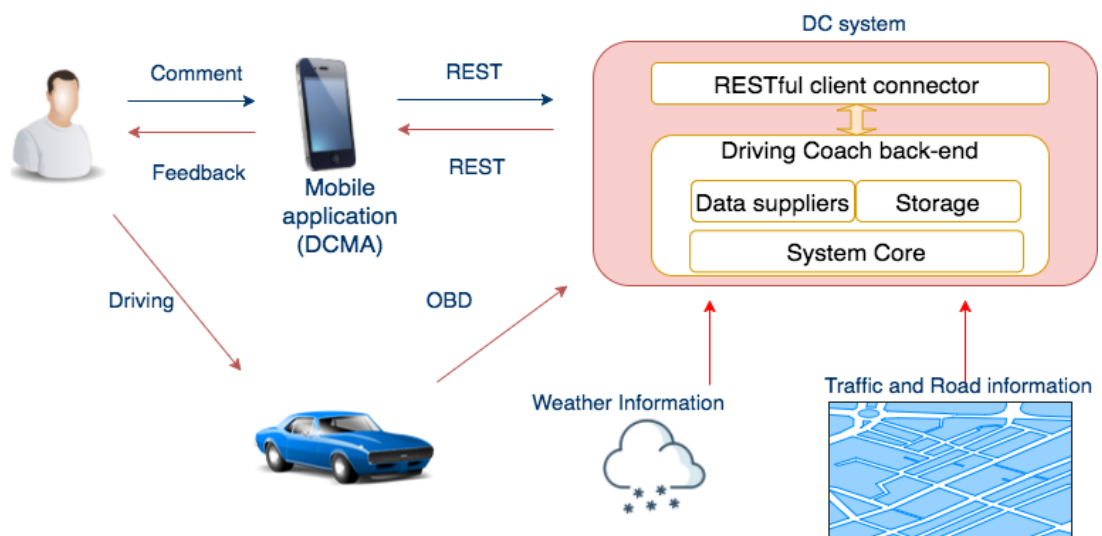 DC system
Comment
REST
RESTful client connector
Driving Coach back-end
Feedback
REST
Mobile
application
(DCMA)
Data suppliers
Storage
System Core
Driving
OBD
Weather Information
Traffic and Road information